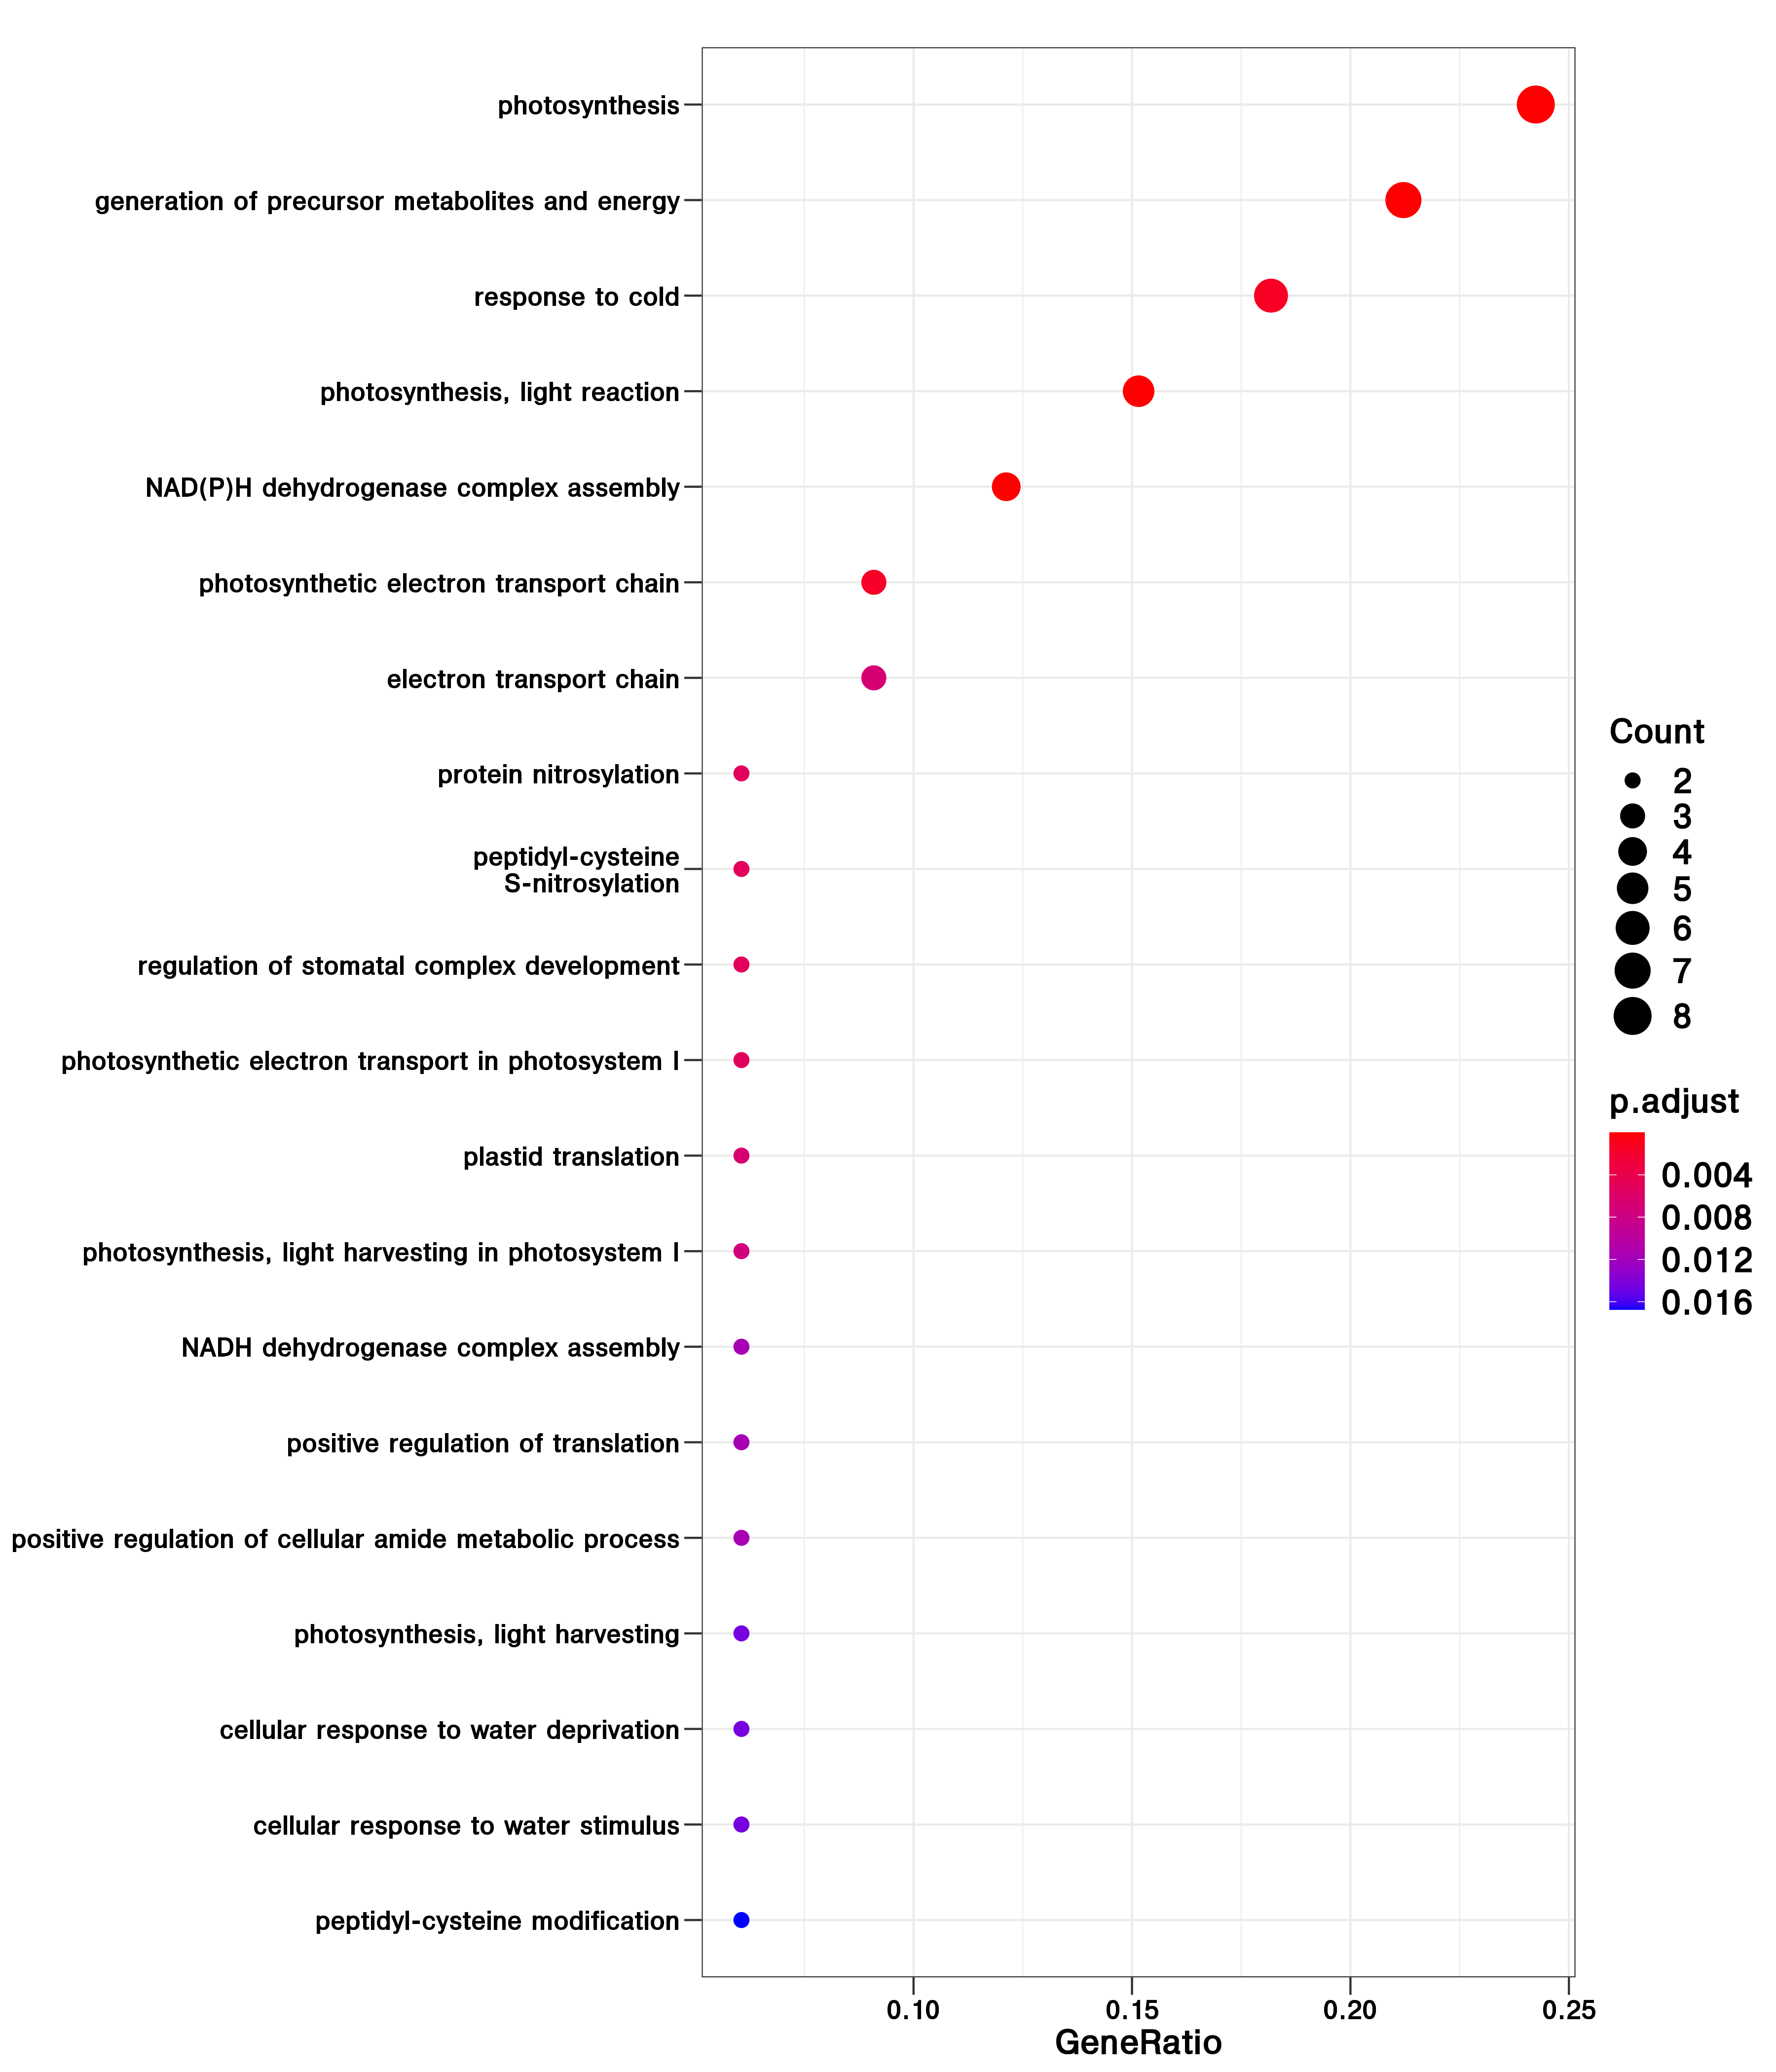 photosynthesis
generation of precursor metabolites and energy
response to cold
photosynthesis, light reaction
NAD(P)H dehydrogenase complex assembly
photosynthetic electron transport chain
electron transport chain
protein nitrosylation
peptidyl-cysteine
S-nitrosylation
regulation of stomatal complex development
photosynthetic electron transport in photosystem I
plastid translation
photosynthesis, light harvesting in photosystem I
NADH dehydrogenase complex assembly
positive regulation of translation
positive regulation of cellular amide metabolic process
photosynthesis, light harvesting
cellular response to water deprivation
cellular response to water stimulus
peptidyl-cysteine modification
0.10 0.15 0.20 0.25
GeneRatio
Count
2
3
4
5
6
7
8
p.adjust
0.004
0.008
0.012
0.016